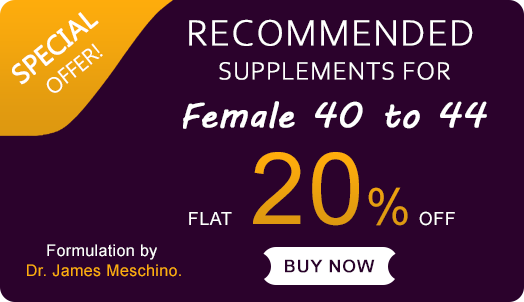 SPECIAL
OFFER!
RECOMMENDED
SUPPLEMENTS FOR
Female 40 to 44
FLAT 20% OFF
Formulation by
Dr. James Meschino.
BUY NOW